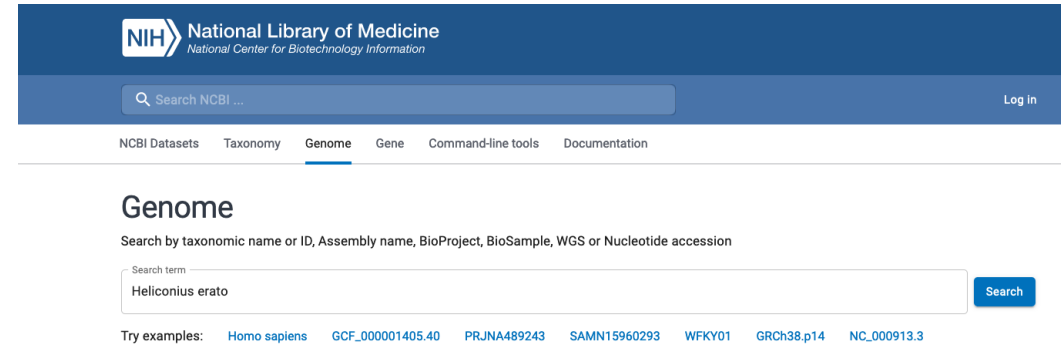 NIH National Library of Medicine
National Center for Biotechnology Information
Search NCBI ...
Log in
NCBI Datasets Taxonomy Genome Gene Command-line tools Documentation
Genome
Search by taxonomic name or ID, Assembly name, BioProject, BioSample, WGS or Nucleotide accession
Search term
Heliconius erato
Search
Try examples: Homo sapiens GCF_000001405.40 PRJNA489243 SAMN15960293 WFKY01 GRCh38.p14 NC_000913.3